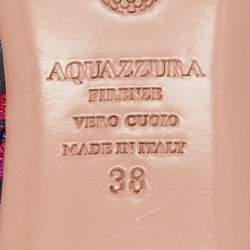 AQUAZZURA
FIRENZE
VERO CUOIO
MADE IN ITALY
38